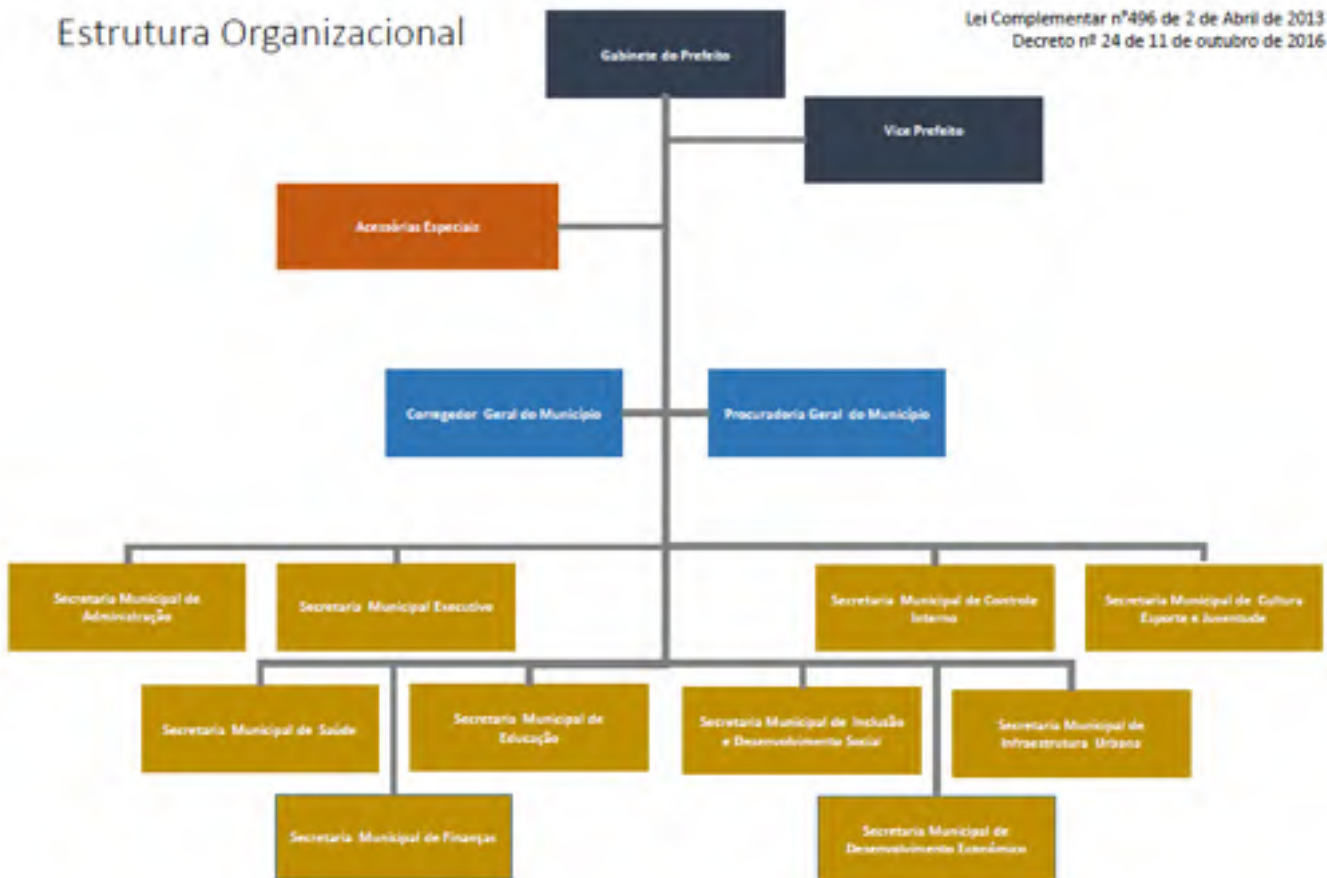 Estrutura Organizacional
Lei Complementar n°496 de 2 de Abril de 2013
Decreto nº 24 de 11 de outubro de 2016
Gabinete do Prefeito
Vice Prefeito
Acessórias Especiais
Corregedor Geral do Município
Procuradoria Geral do Município
Secretaria Municipal de
Administração
Secretaria Municipal Executivo
Secretaria Municipal de Controle
Interno
Secretaria Municipal de Cultura
Esporte e Juventude
Secretaria Municipal de Saúde
Secretaria Municipal de
Educação
Secretaria Municipal de Inclusão
e Desenvolvimento Social
Secretaria Municipal de
Infraestrutura Urbana
Secretaria Municipal de Finanças
Secretaria Municipal de
Desenvolvimento Econômico